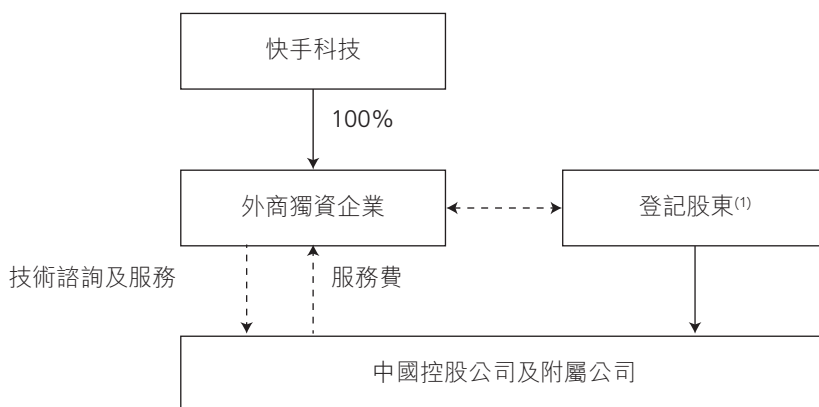 快手科技
100%
外商獨資企業
登記股東(1)
技術諮詢及服務
服務費
中國控股公司及附屬公司